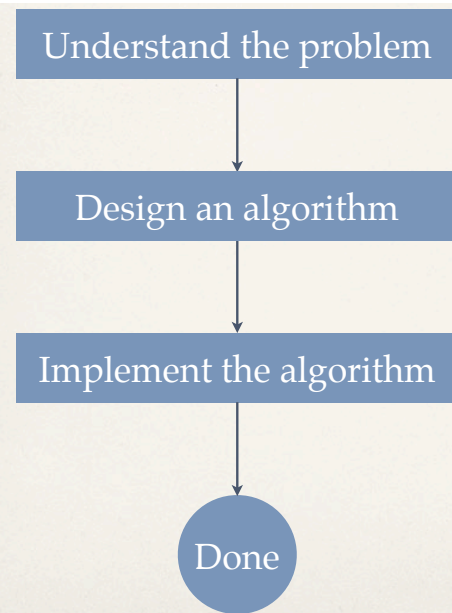 Understand the problem
Design an algorithm
Implement the algorithm
Done